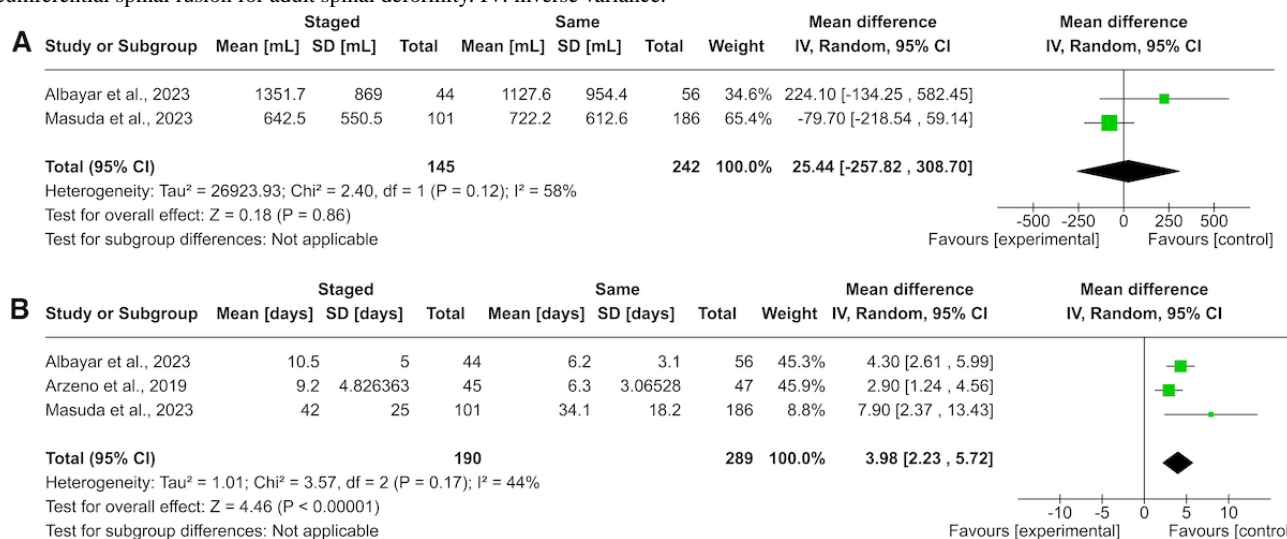 cumferential spinal fusion for adult spinal deformity. IV: inverse variance.
Staged Same Mean difference Mean difference
A Study or Subgroup Mean [mL] SD [mL] Total Mean [mL] SD [mL] Total Weight IV, Random, 95% CI IV, Random, 95% CI
Albayar et al., 2023 1351.7 869 44 1127.6 954.4 56 34.6% 224.10 [-134.25 , 582.45]
Masuda et al., 2023 642.5 550.5 101 722.2 612.6 186 65.4% -79.70 [-218.54 , 59.14]
Total (95% CI) 145 242 100.0% 25.44 [-257.82 , 308.70]
Heterogeneity: Tau² = 26923.93; Chi² = 2.40, df = 1 (P = 0.12); I² = 58%
Test for overall effect: Z = 0.18 (P = 0.86)
Test for subgroup differences: Not applicable
-500 -250 0 250 500
Favours [experimental] Favours [control]
Staged Same Mean difference Mean difference
B Study or Subgroup Mean [days] SD [days] Total Mean [days] SD [days] Total Weight IV, Random, 95% CI IV, Random, 95% CI
Albayar et al., 2023 10.5 5 44 6.2 3.1 56 45.3% 4.30 [2.61 , 5.99]
Arzeno et al., 2019 9.2 4.826363 45 6.3 3.06528 47 45.9% 2.90 [1.24 , 4.56]
Masuda et al., 2023 42 25 101 34.1 18.2 186 8.8% 7.90 [2.37 , 13.43]
Total (95% CI) 190 289 100.0% 3.98 [2.23 , 5.72]
Heterogeneity: Tau² = 1.01; Chi² = 3.57, df = 2 (P = 0.17); I² = 44%
Test for overall effect: Z = 4.46 (P < 0.00001)
Test for subgroup differences: Not applicable
-10 -5 0 5 10
Favours [experimental] Favours [control]